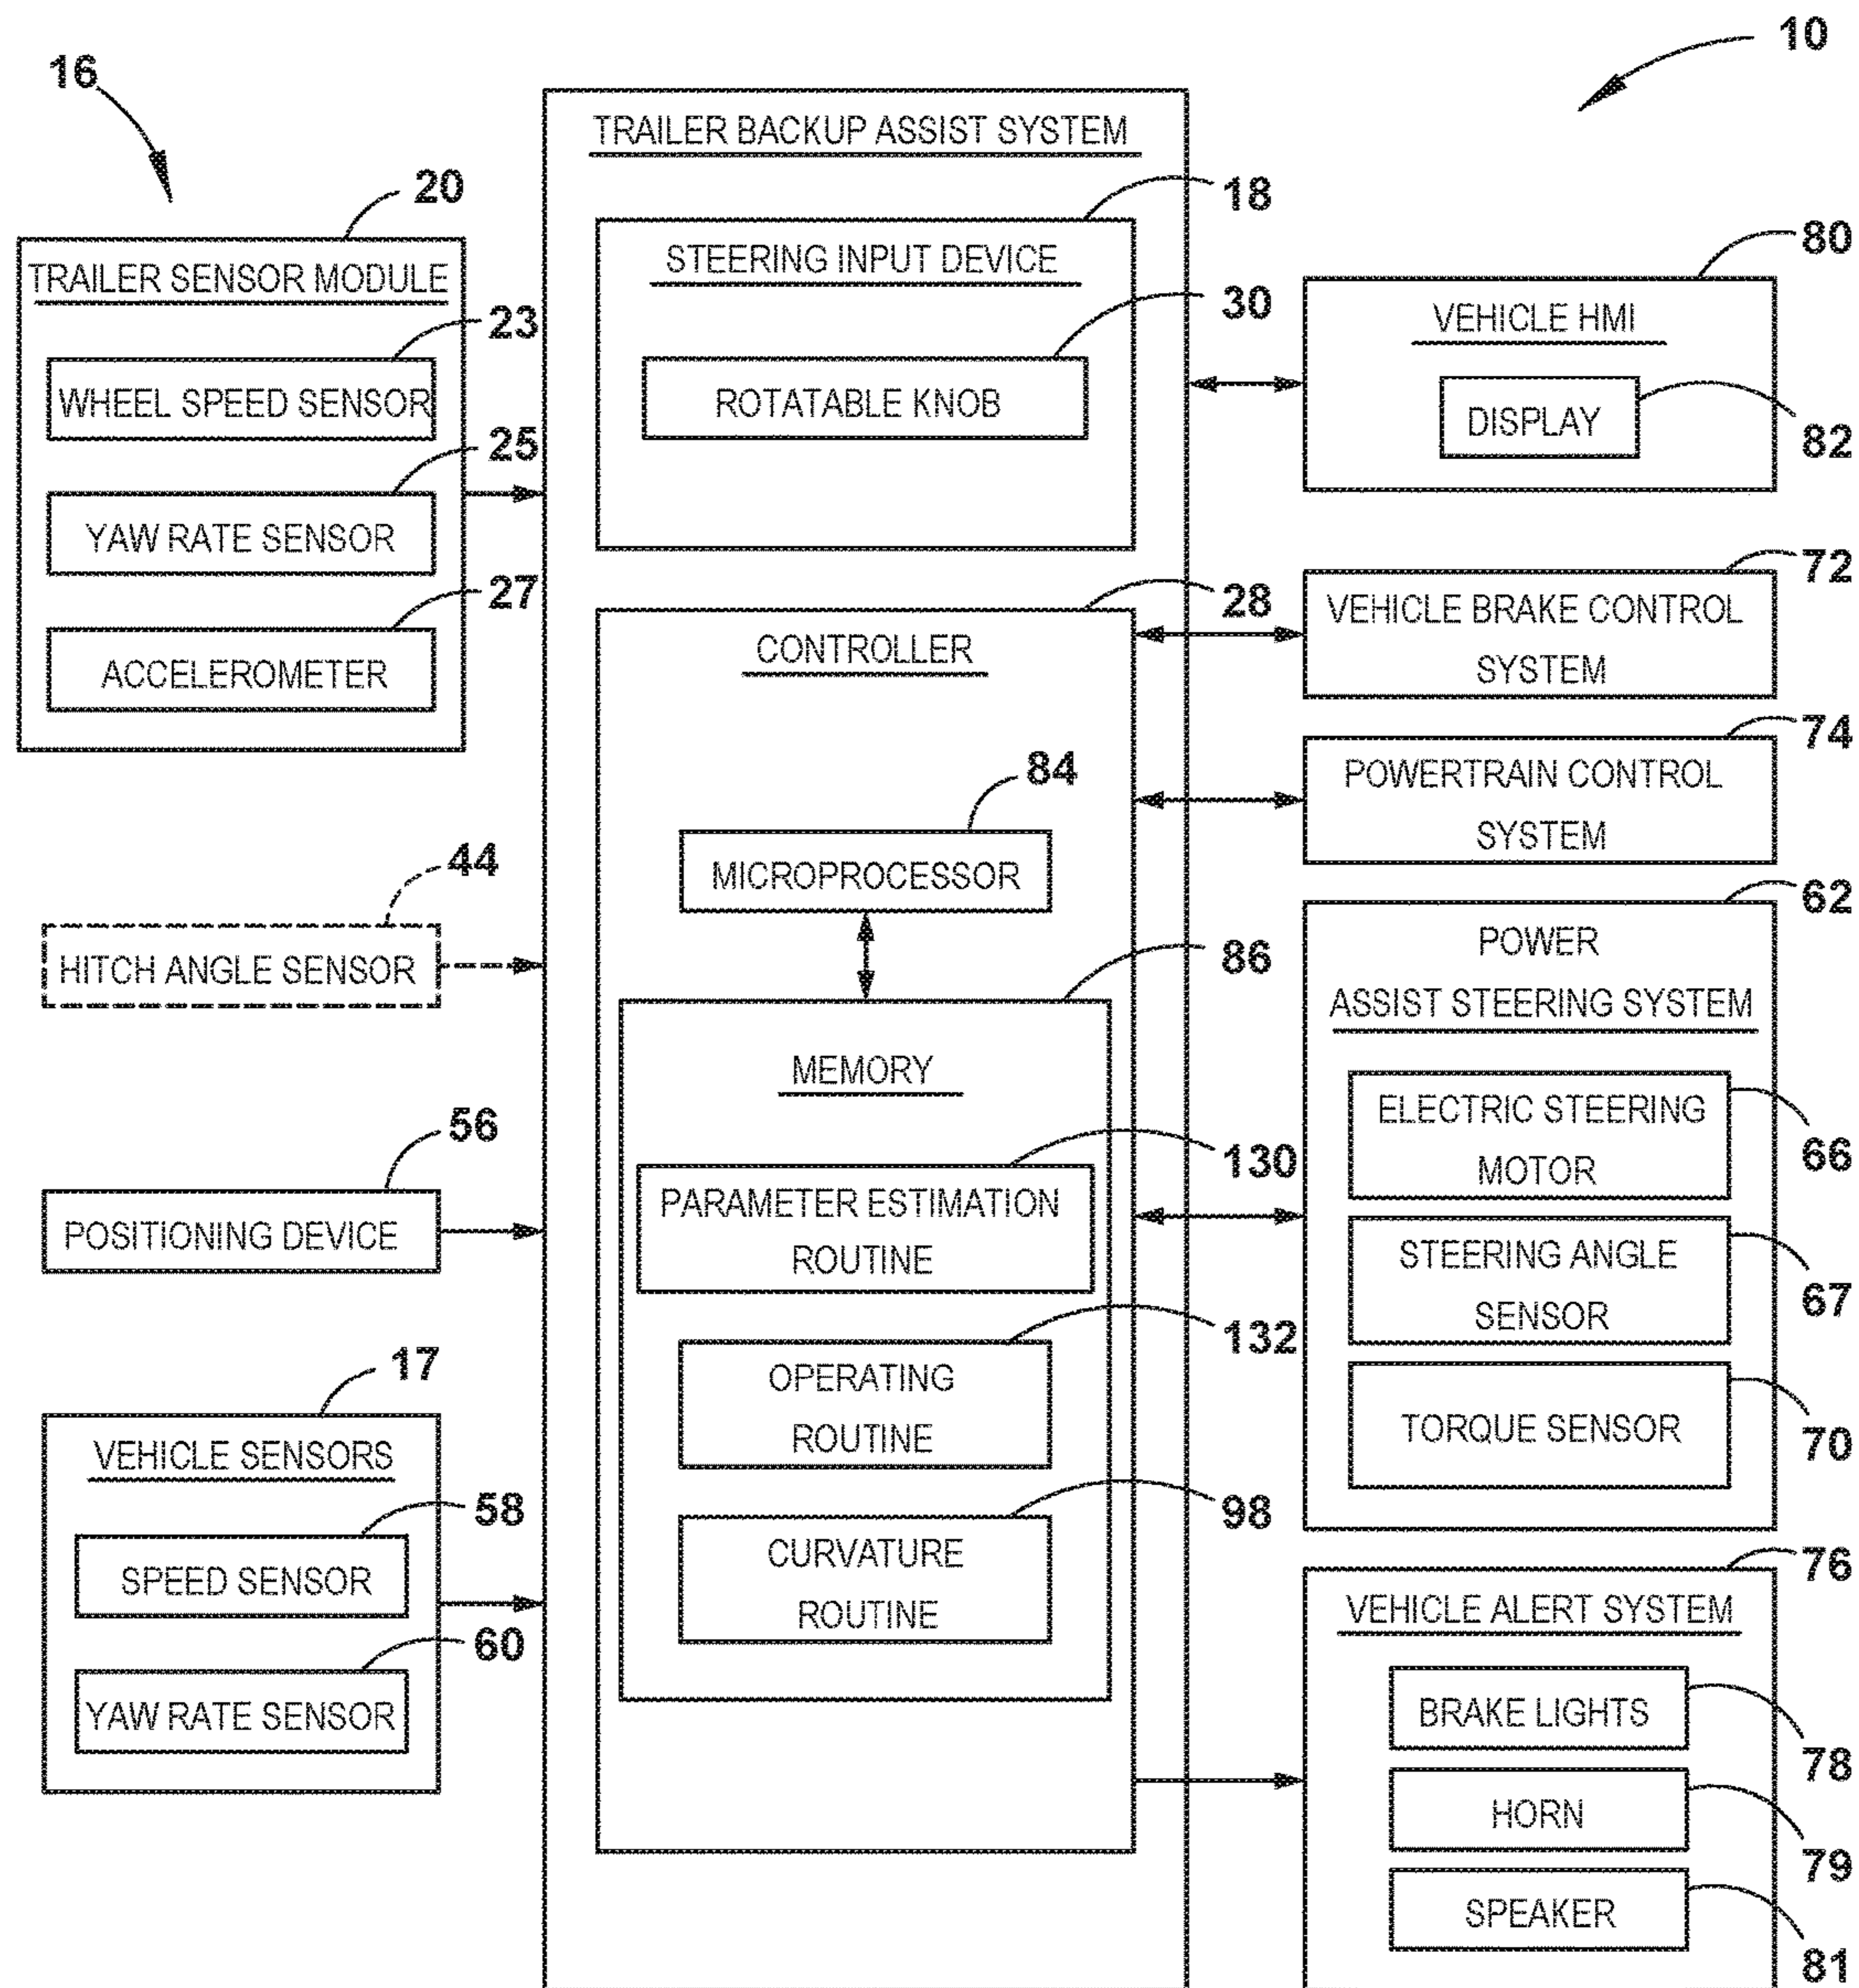 10
16
TRAILER BACKUP ASSIST SYSTEM
20
TRAILER SENSOR MODULE
23
WHEEL SPEED SENSOR
25
YAW RATE SENSOR
27
ACCELEROMETER
44
HITCH ANGLE SENSOR
56
POSITIONING DEVICE
17
VEHICLE SENSORS
58
SPEED SENSOR
60
YAW RATE SENSOR
18
STEERING INPUT DEVICE
30
ROTATABLE KNOB
28
CONTROLLER
84
MICROPROCESSOR
86
MEMORY
130
PARAMETER ESTIMATION
ROUTINE
132
OPERATING
ROUTINE
98
CURVATURE
ROUTINE
80
VEHICLE HMI
DISPLAY
82
72
VEHICLE BRAKE CONTROL
SYSTEM
74
POWERTRAIN CONTROL
SYSTEM
62
POWER
ASSIST STEERING SYSTEM
ELECTRIC STEERING
MOTOR
66
STEERING ANGLE
SENSOR
67
TORQUE SENSOR
70
76
VEHICLE ALERT SYSTEM
BRAKE LIGHTS
78
HORN
79
SPEAKER
81